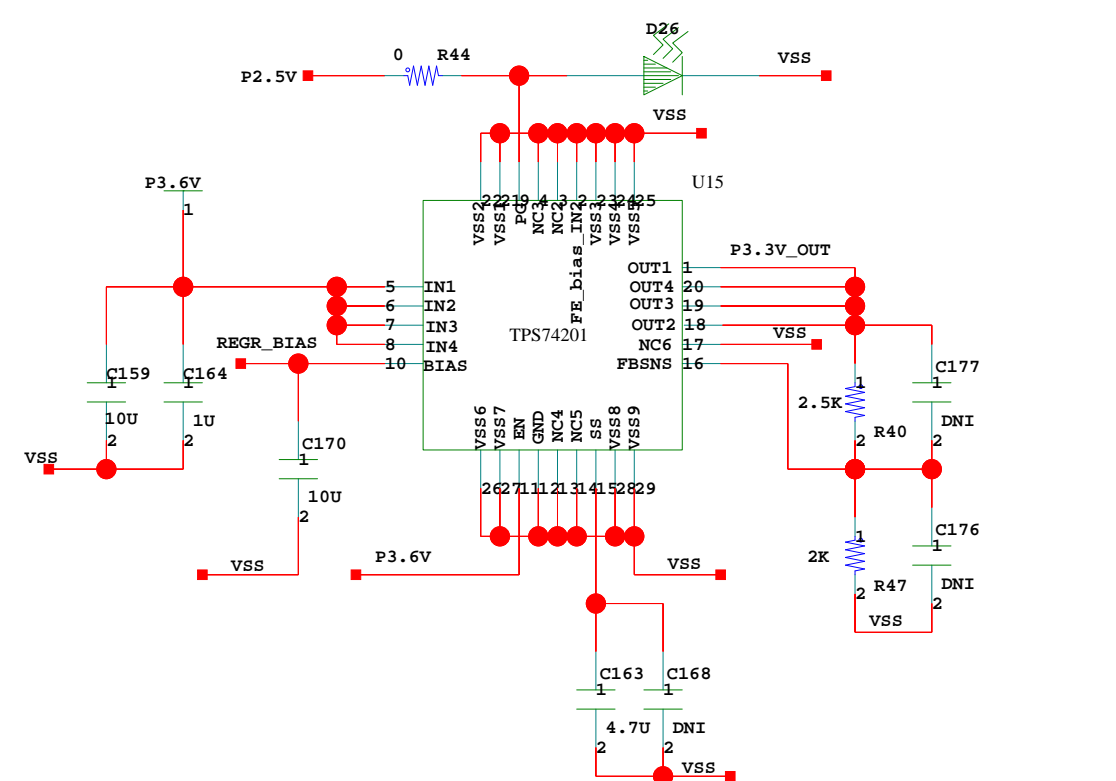 D26
0 R44
VSS
P2.5V
VSS
U15
P3.6V
1
22 21 9 4 3 2 23 24 25
VSS2 VSS1 PG NC3 NC2 FE_bias_IN2 VSS3 VSS4 VSS5
P3.3V_OUT
OUT1 1
5 IN1
OUT4 20
6 IN2
OUT3 19
7 IN3
OUT2 18
TPS74201
VSS
REGR_BIAS
8 IN4
NC6 17
10 BIAS
FBSNS 16
C159
1
C164
1
C177
1
1
2.5K
10U
1U
DNI
R40
2
2
2
2
VSS
VSS6 VSS7 EN GND NC4 NC5 SS VSS8 VSS9
C170
1
26 27 11 12 13 14 15 28 29
10U
2
C176
1
1
2K
P3.6V
VSS
VSS
R47
DNI
2
2
VSS
C163
1
C168
1
4.7U
DNI
2
2
VSS